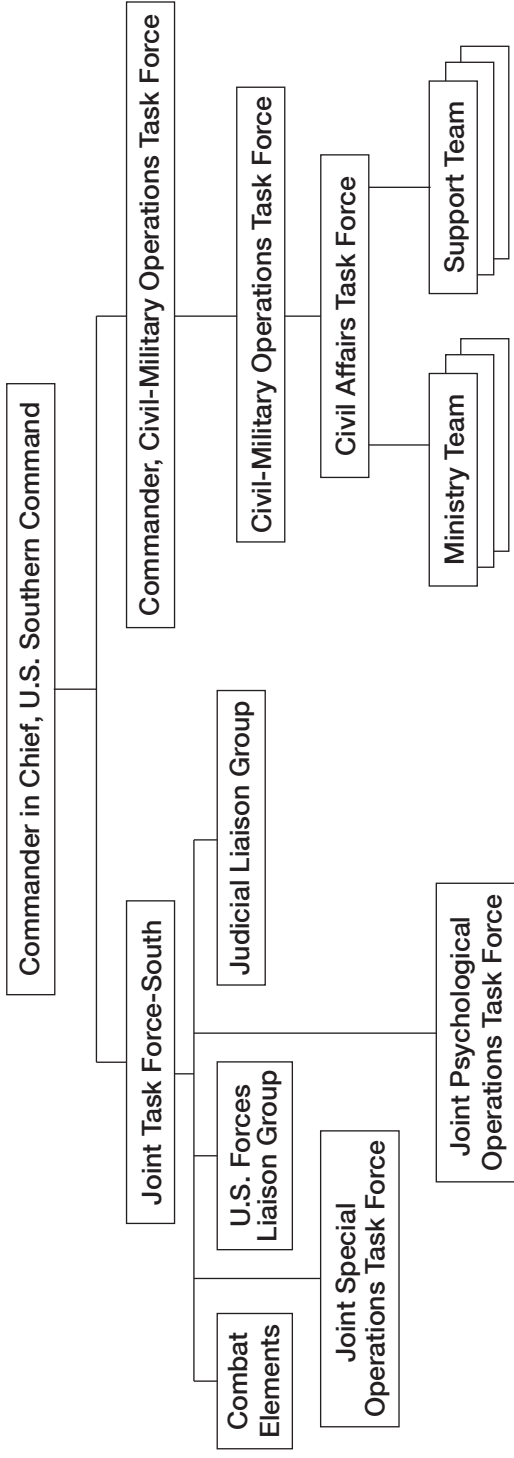 Commander in Chief, U.S. Southern Command
Joint Task Force-South
Commander, Civil-Military Operations Task Force
Combat
Elements
U.S. Forces
Liaison Group
Judicial Liaison Group
Civil-Military Operations Task Force
Joint Special
Operations Task Force
Civil Affairs Task Force
Joint Psychological
Operations Task Force
Ministry Team
Support Team